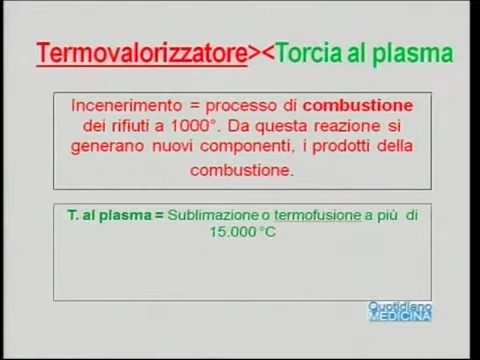 Termovalorizzatore><Torcia al plasma
Incenerimento = processo di combustione
dei rifiuti a 1000°. Da questa reazione si
generano nuovi componenti, i prodotti della
combustione.
T. al plasma = Sublimazione o termofusione a più di
15.000 °C
Quotidiano
MEDICINA